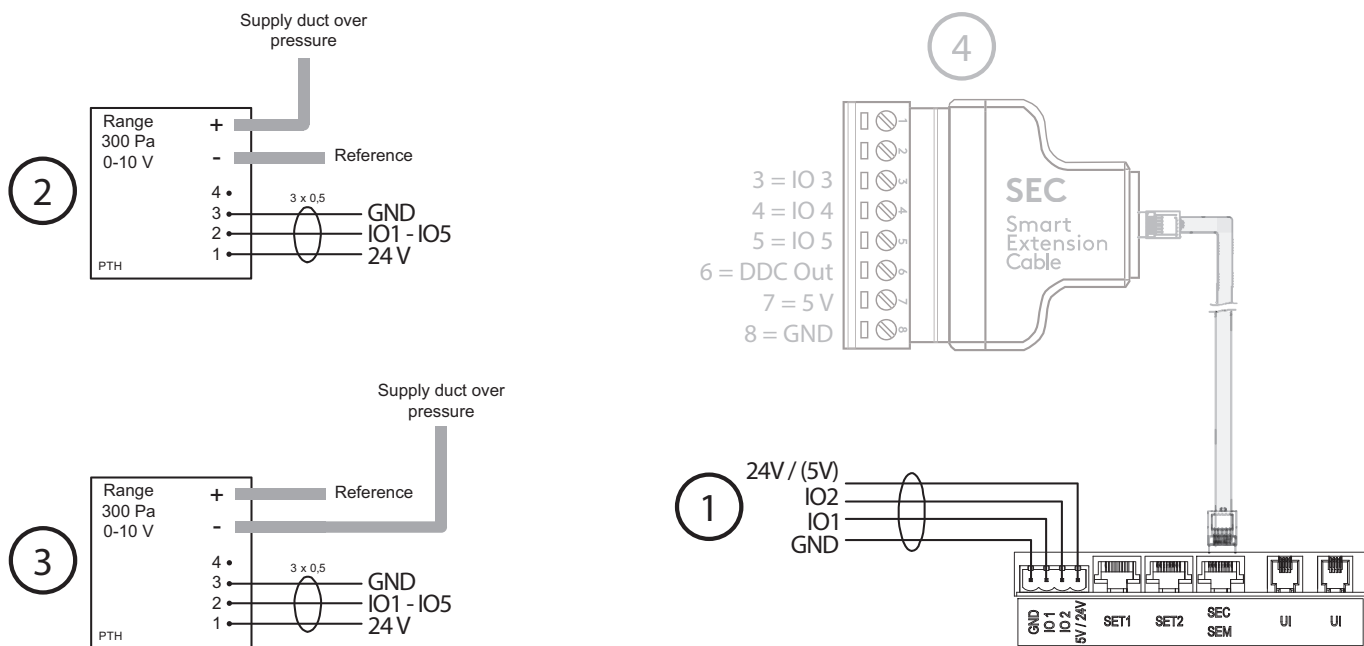 Supply duct over
pressure
2
Range
300 Pa
0-10 V
+
-
Reference
4
3
2
1
3 x 0,5
GND
IO1 - IO5
24 V
PTH
Supply duct over
pressure
3
Range
300 Pa
0-10 V
+
-
Reference
4
3
2
1
3 x 0,5
GND
IO1 - IO5
24 V
PTH
4
3 = IO 3
4 = IO 4
5 = IO 5
6 = DDC Out
7 = 5 V
8 = GND
1
2
3
4
5
6
7
8
SEC
Smart
Extension
Cable
1
24V / (5V)
IO2
IO1
GND
GND
IO 1
IO 2
5V / 24V
SET1
SET2
SEC
SEM
UI
UI